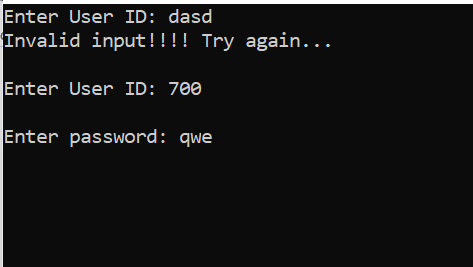 Enter User ID: dasd
Invalid input!!!! Try again...
Enter User ID: 700
Enter password: qwe